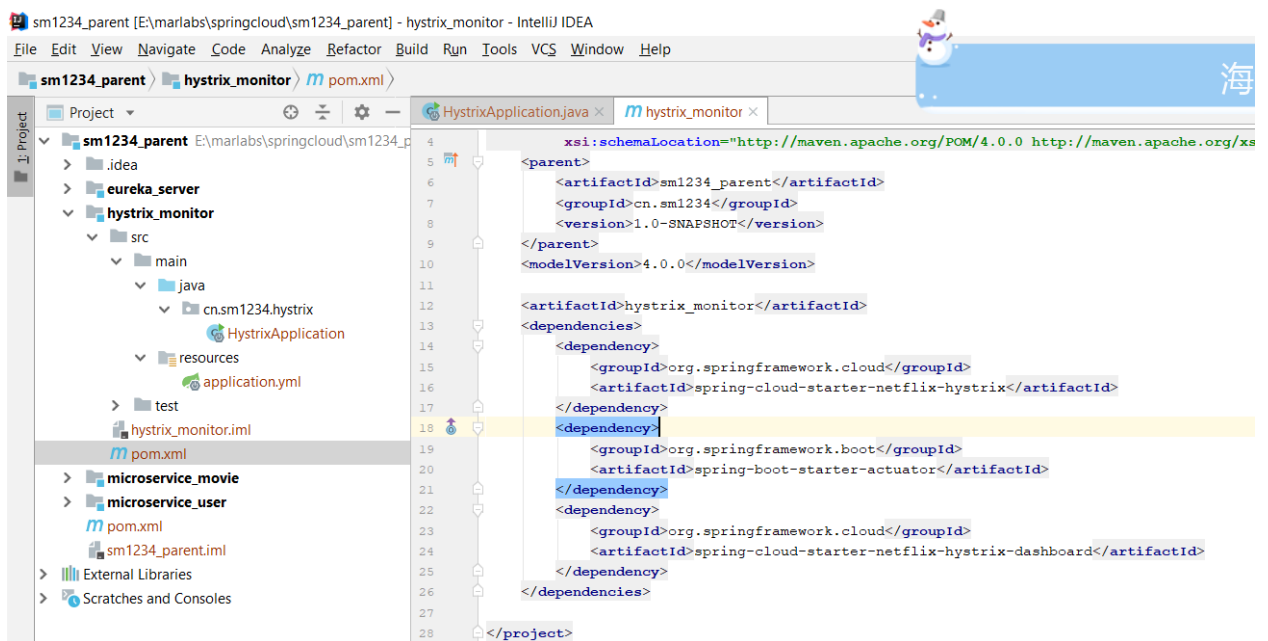 sm1234_parent [E:\marlabs\springcloud\sm1234_parent] - hystrix_monitor - IntelliJ IDEA
File Edit View Navigate Code Analyze Refactor Build Run Tools VCS Window Help
海
sm1234_parent hystrix_monitor m pom.xml
Project
HystrixApplication.java
m hystrix_monitor
1: Project
sm1234_parent E:\marlabs\springcloud\sm1234_p
.idea
eureka_server
hystrix_monitor
src
main
java
cn.sm1234.hystrix
HystrixApplication
resources
application.yml
test
hystrix_monitor.iml
m pom.xml
microservice_movie
microservice_user
m pom.xml
sm1234_parent.iml
External Libraries
Scratches and Consoles
4 xsi:schemaLocation="http://maven.apache.org/POM/4.0.0 http://maven.apache.org/xs
5 m <parent>
6 <artifactId>sm1234_parent</artifactId>
7 <groupId>cn.sm1234</groupId>
8 <version>1.0-SNAPSHOT</version>
9 </parent>
10 <modelVersion>4.0.0</modelVersion>
11
12 <artifactId>hystrix_monitor</artifactId>
13 <dependencies>
14 <dependency>
15 <groupId>org.springframework.cloud</groupId>
16 <artifactId>spring-cloud-starter-netflix-hystrix</artifactId>
17 </dependency>
18 <dependency>
19 <groupId>org.springframework.boot</groupId>
20 <artifactId>spring-boot-starter-actuator</artifactId>
21 </dependency>
22 <dependency>
23 <groupId>org.springframework.cloud</groupId>
24 <artifactId>spring-cloud-starter-netflix-hystrix-dashboard</artifactId>
25 </dependency>
26 </dependencies>
27
28 </project>